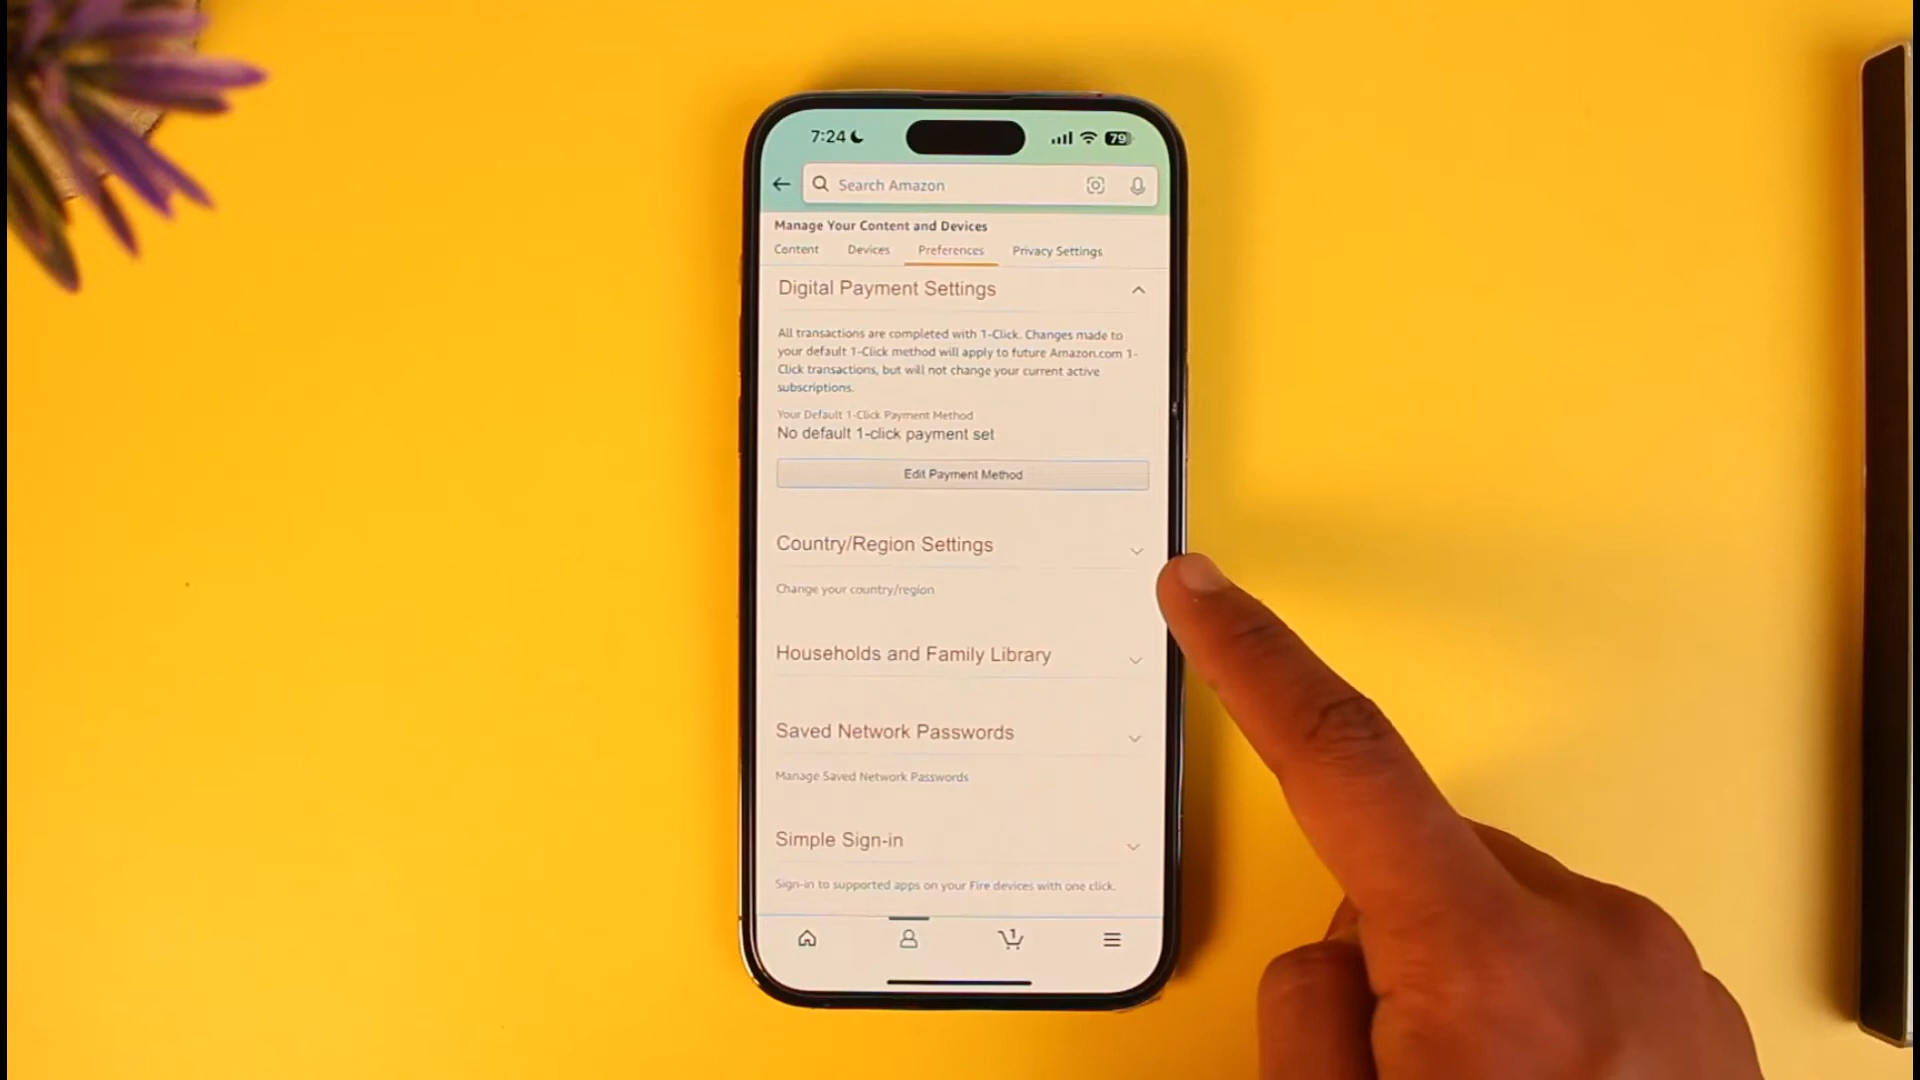 7:24
79
Search Amazon
Manage Your Content and Devices
Content Devices Preferences Privacy Settings
Digital Payment Settings
All transactions are completed with 1-Click. Changes made to
your default 1-Click method will apply to future Amazon.com 1-
Click transactions, but will not change your current active
subscriptions.
Your Default 1-Click Payment Method
No default 1-click payment set
Edit Payment Method
Country/Region Settings
Change your country/region
Households and Family Library
Saved Network Passwords
Manage Saved Network Passwords
Simple Sign-in
Sign-in to supported apps on your Fire devices with one click.
1